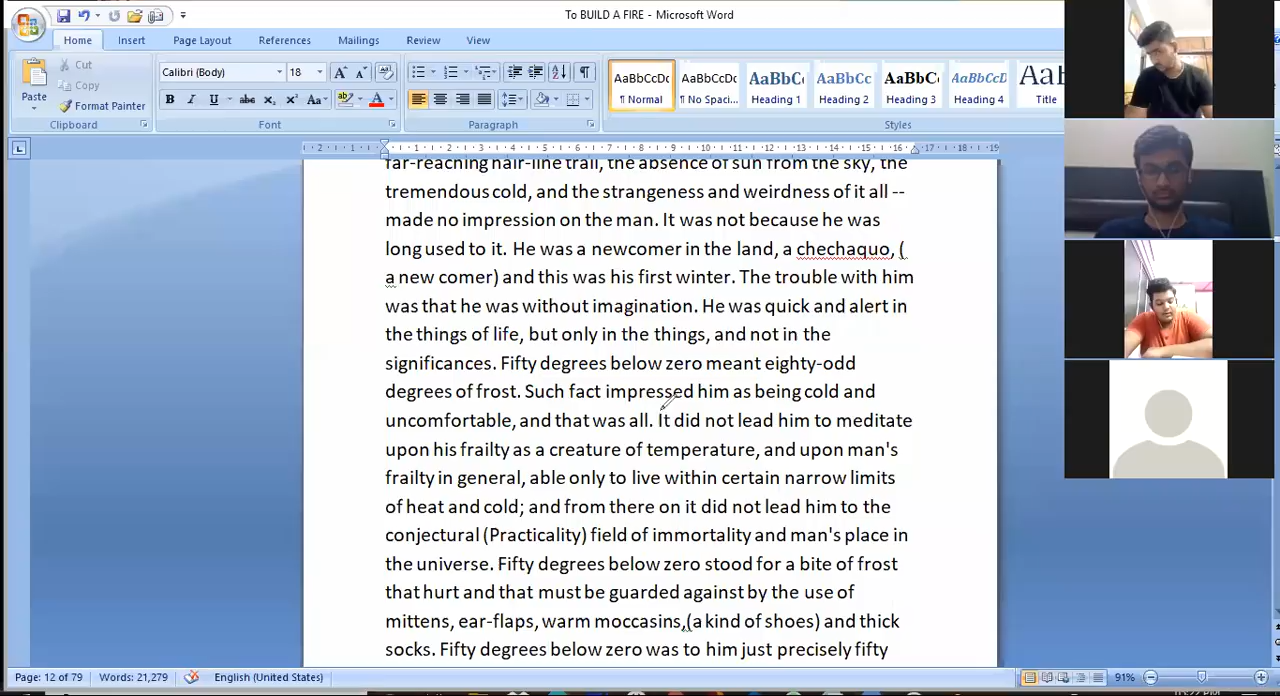 To BUILD A FIRE - Microsoft Word
Home Insert Page Layout References Mailings Review View
Paste
Cut
Copy
Format Painter
Clipboard
Calibri (Body) 18
Font
Paragraph
AaBbCcDc AaBbCcDc AaBbC AaBbCc AaBbC AaBbCcD Aa
¶ Normal ¶ No Spaci... Heading 1 Heading 2 Heading 3 Heading 4 Title
Styles
far-reaching hair-line trail, the absence of sun from the sky, the
tremendous cold, and the strangeness and weirdness of it all --
made no impression on the man. It was not because he was
long used to it. He was a newcomer in the land, a chechaquo, (
a new comer) and this was his first winter. The trouble with him
was that he was without imagination. He was quick and alert in
the things of life, but only in the things, and not in the
significances. Fifty degrees below zero meant eighty-odd
degrees of frost. Such fact impressed him as being cold and
uncomfortable, and that was all. It did not lead him to meditate
upon his frailty as a creature of temperature, and upon man's
frailty in general, able only to live within certain narrow limits
of heat and cold; and from there on it did not lead him to the
conjectural (Practicality) field of immortality and man's place in
the universe. Fifty degrees below zero stood for a bite of frost
that hurt and that must be guarded against by the use of
mittens, ear-flaps, warm moccasins,(a kind of shoes) and thick
socks. Fifty degrees below zero was to him just precisely fifty
Page: 12 of 79 Words: 21,279 English (United States) 91%